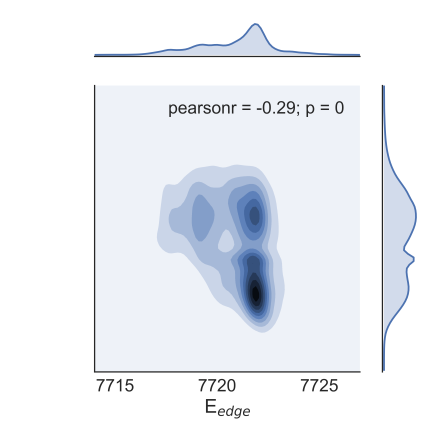 pearsonr = -0.29; p = 0
7715 7720 7725
E_edge